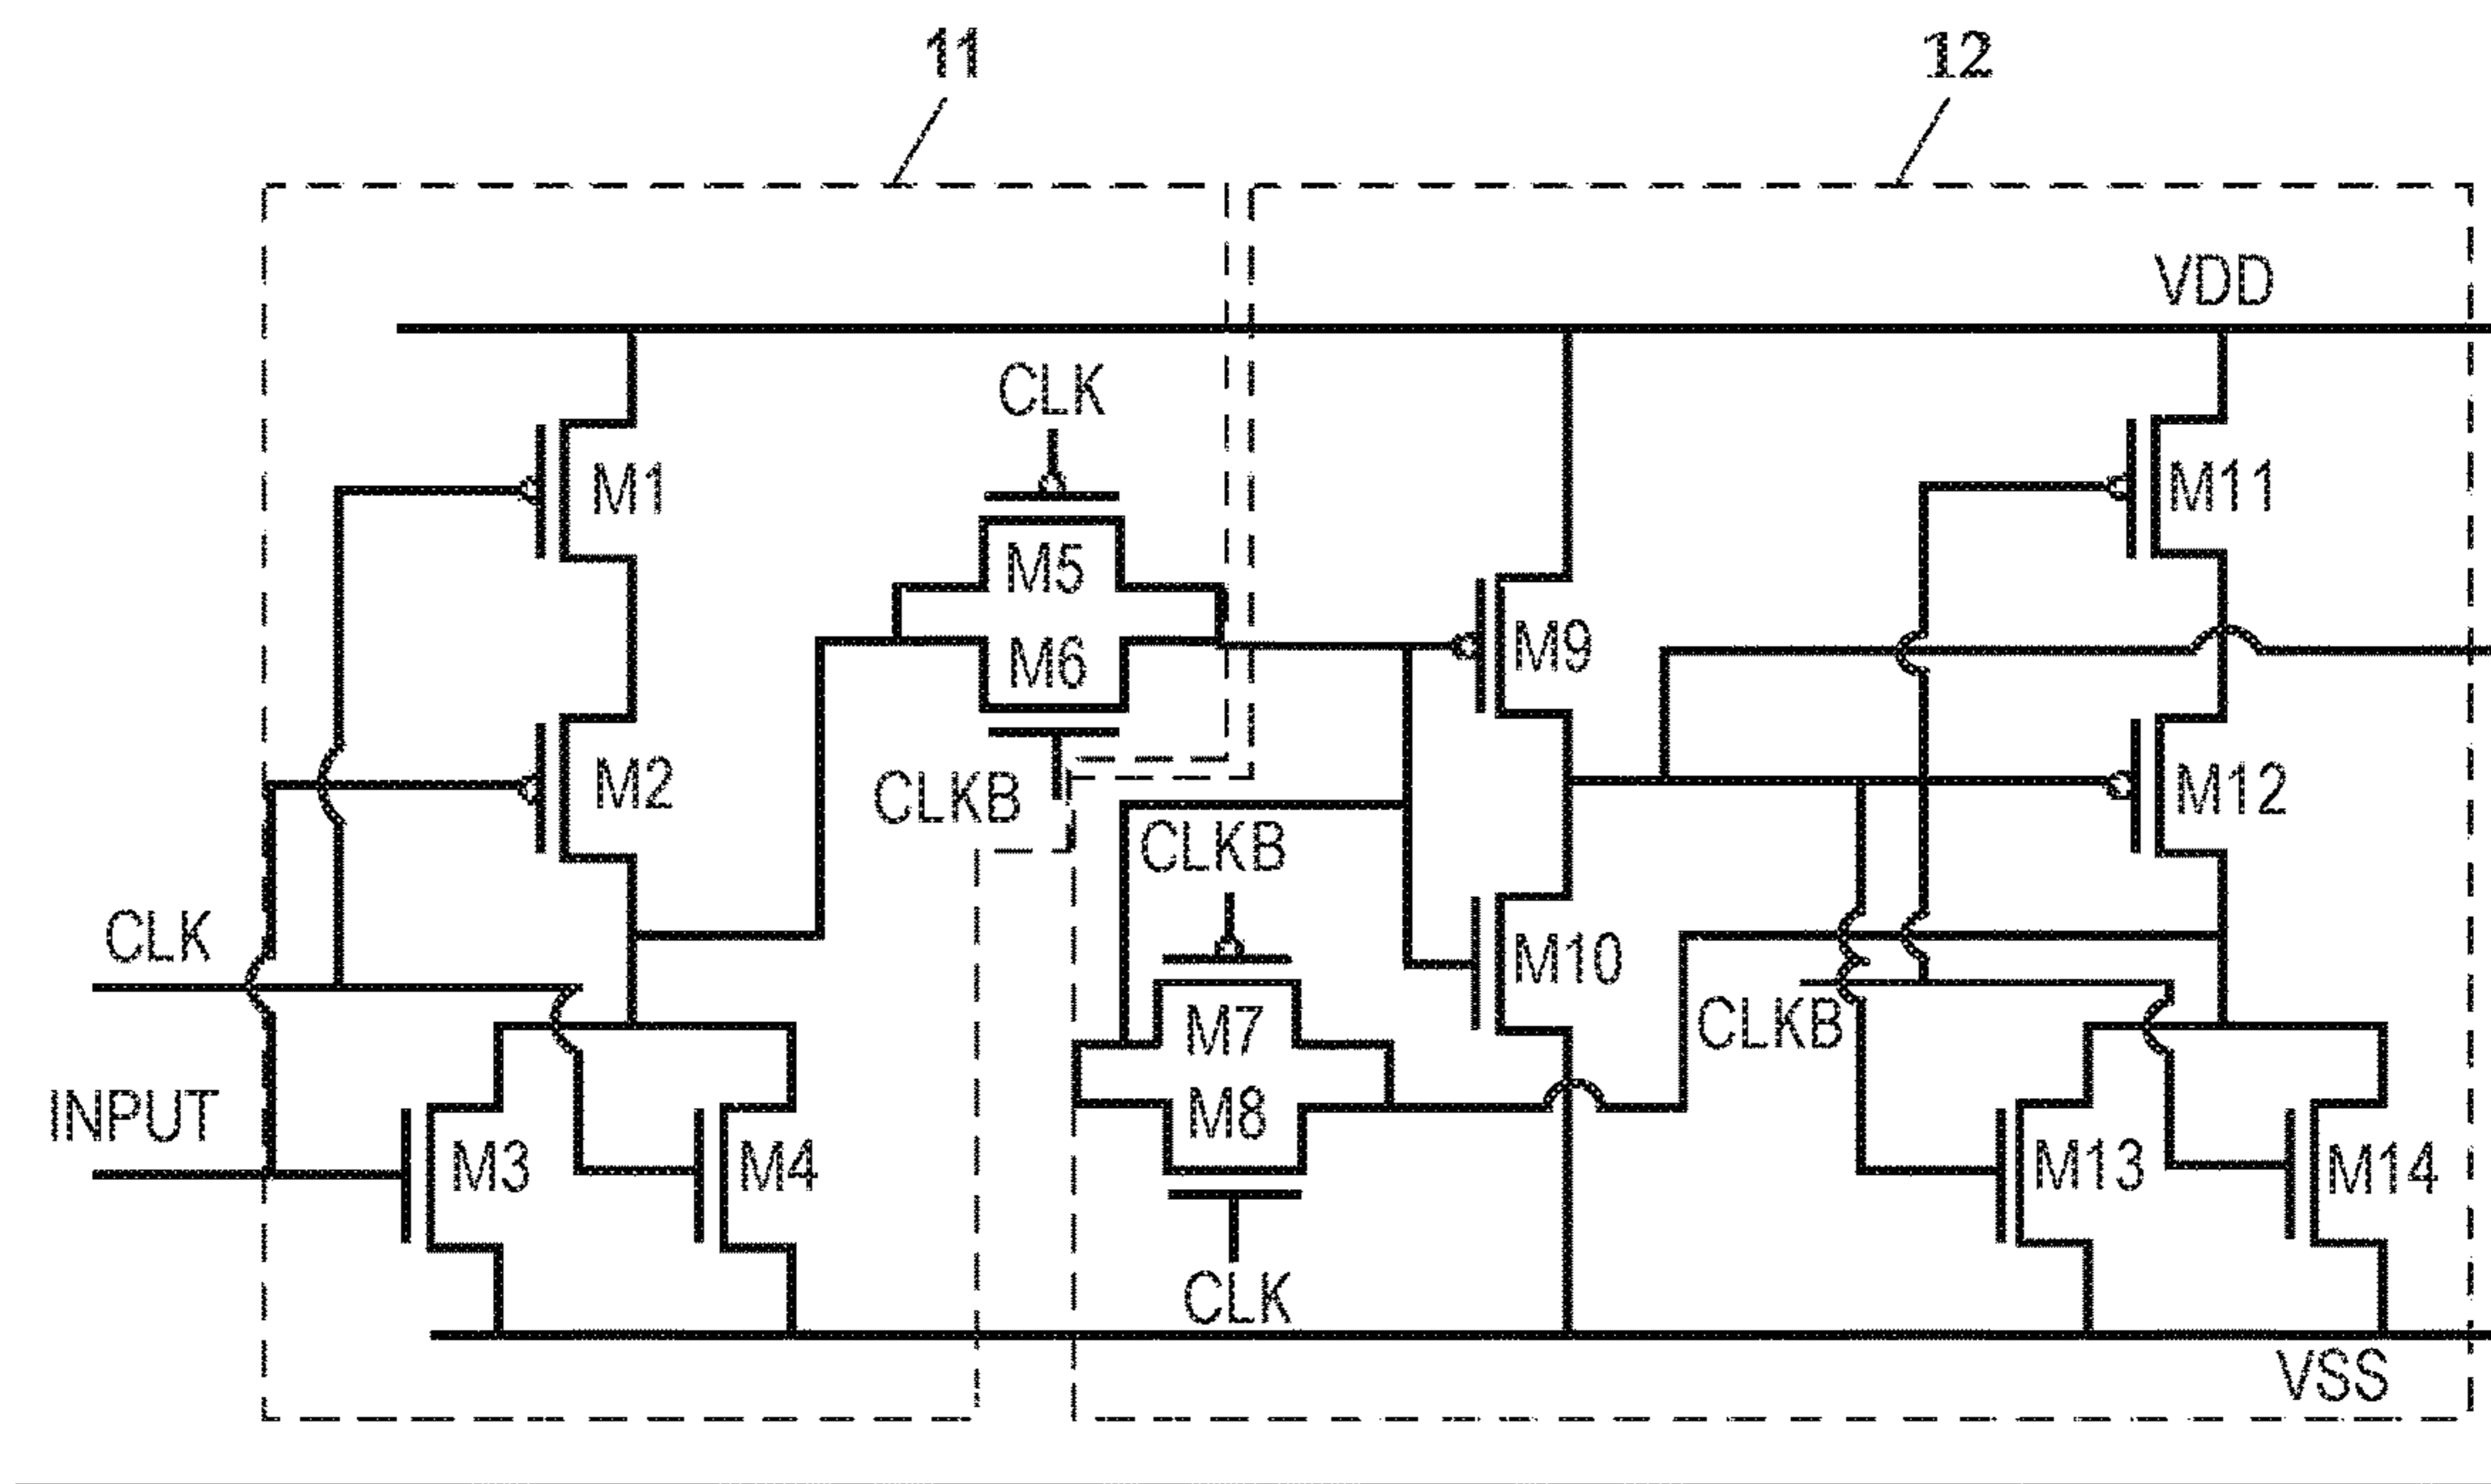 11
12
VDD
CLK
M1
M11
M5
M9
M6
M2
M12
CLKB
CLKB
CLK
M10
M7
CLKB
INPUT
M8
M3
M4
M13
M14
CLK
VSS